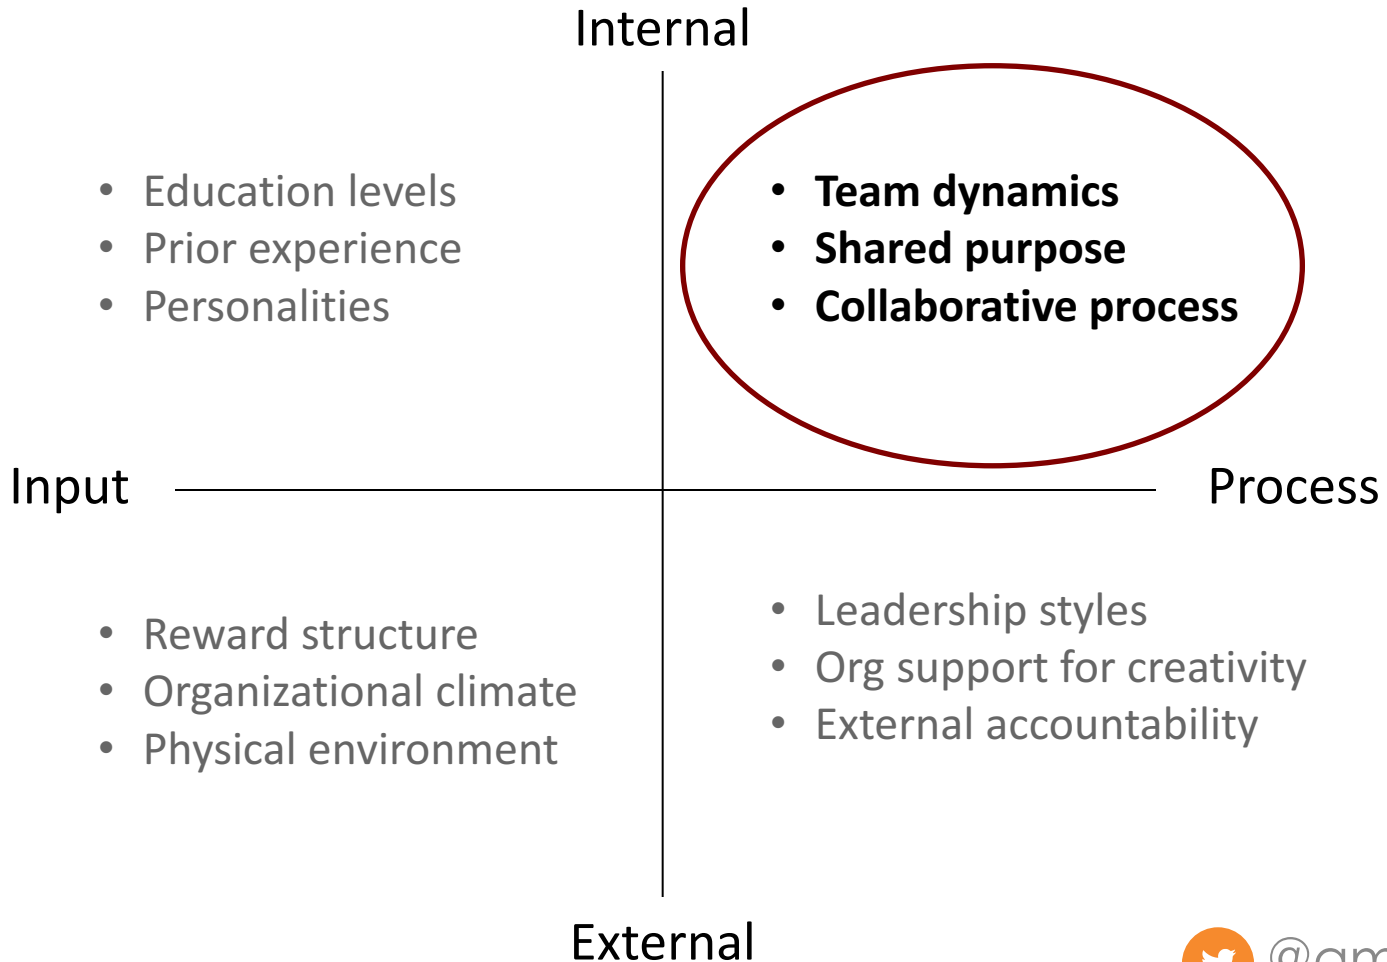 Internal
• Education levels
• Prior experience
• Personalities
• Team dynamics
• Shared purpose
• Collaborative process
Input
Process
• Reward structure
• Organizational climate
• Physical environment
• Leadership styles
• Org support for creativity
• External accountability
External